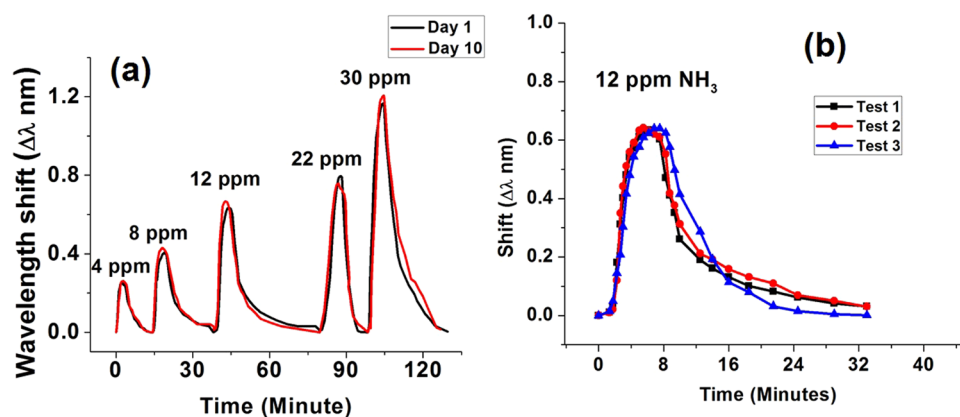 Day 1
Day 10
(a)
30 ppm
22 ppm
12 ppm
8 ppm
4 ppm
Wavelength shift (Δλ nm)
1.2
0.8
0.4
0.0
0 30 60 90 120
Time (Minute)
(b)
12 ppm NH₃
Test 1
Test 2
Test 3
Shift (Δλ nm)
1.0
0.8
0.6
0.4
0.2
0.0
0 8 16 24 32 40
Time (Minutes)